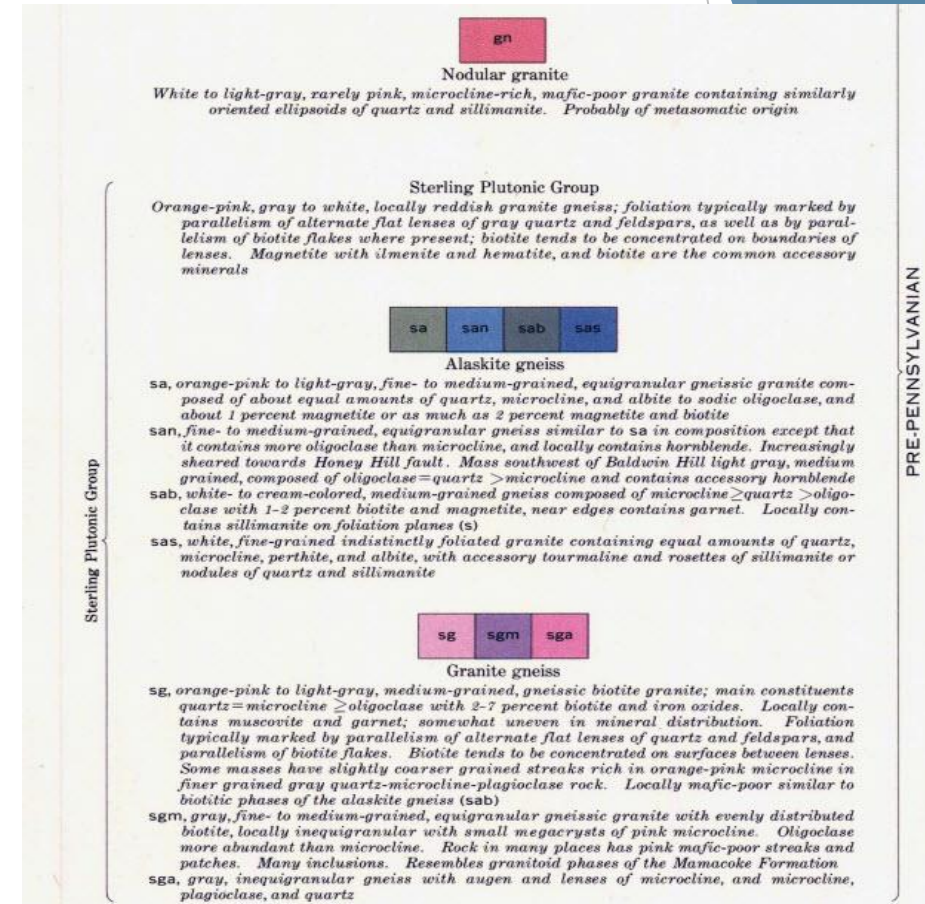 gn
Nodular granite
White to light-gray, rarely pink, microcline-rich, mafic-poor granite containing similarly
oriented ellipsoids of quartz and sillimanite. Probably of metasomatic origin
Sterling Plutonic Group
Orange-pink, gray to white, locally reddish granite gneiss; foliation typically marked by
parallelism of alternate flat lenses of gray quartz and feldspars, as well as by paral-
lelism of biotite flakes where present; biotite tends to be concentrated on boundaries of
lenses. Magnetite with ilmenite and hematite, and biotite are the common accessory
minerals
sa san sab sas
Alaskite gneiss
sa, orange-pink to light-gray, fine- to medium-grained, equigranular gneissic granite com-
posed of about equal amounts of quartz, microcline, and albite to sodic oligoclase, and
about 1 percent magnetite or as much as 2 percent magnetite and biotite
san, fine- to medium-grained, equigranular gneiss similar to sa in composition except that
it contains more oligoclase than microcline, and locally contains hornblende. Increasingly
sheared towards Honey Hill fault. Mass southwest of Baldwin Hill light gray, medium
grained, composed of oligoclase=quartz >microcline and contains accessory hornblende
sab, white- to cream-colored, medium-grained gneiss composed of microcline≥quartz >oligo-
clase with 1-2 percent biotite and magnetite, near edges contains garnet. Locally con-
tains sillimanite on foliation planes (s)
sas, white, fine-grained indistinctly foliated granite containing equal amounts of quartz,
microcline, perthite, and albite, with accessory tourmaline and rosettes of sillimanite or
nodules of quartz and sillimanite
sg sgm sga
Granite gneiss
sg, orange-pink to light-gray, medium-grained, gneissic biotite granite; main constituents
quartz=microcline ≥oligoclase with 2-7 percent biotite and iron oxides. Locally con-
tains muscovite and garnet; somewhat uneven in mineral distribution. Foliation
typically marked by parallelism of alternate flat lenses of quartz and feldspars, and
parallelism of biotite flakes. Biotite tends to be concentrated on surfaces between lenses.
Some masses have slightly coarser grained streaks rich in orange-pink microcline in
finer grained gray quartz-microcline-plagioclase rock. Locally mafic-poor similar to
biotitic phases of the alaskite gneiss (sab)
sgm, gray, fine- to medium-grained, equigranular gneissic granite with evenly distributed
biotite, locally inequigranular with small megacrysts of pink microcline. Oligoclase
more abundant than microcline. Rock in many places has pink mafic-poor streaks and
patches. Many inclusions. Resembles granitoid phases of the Mamacoke Formation
sga, gray, inequigranular gneiss with augen and lenses of microcline, and microcline,
plagioclase, and quartz
Sterling Plutonic Group
PRE-PENNSYLVANIAN